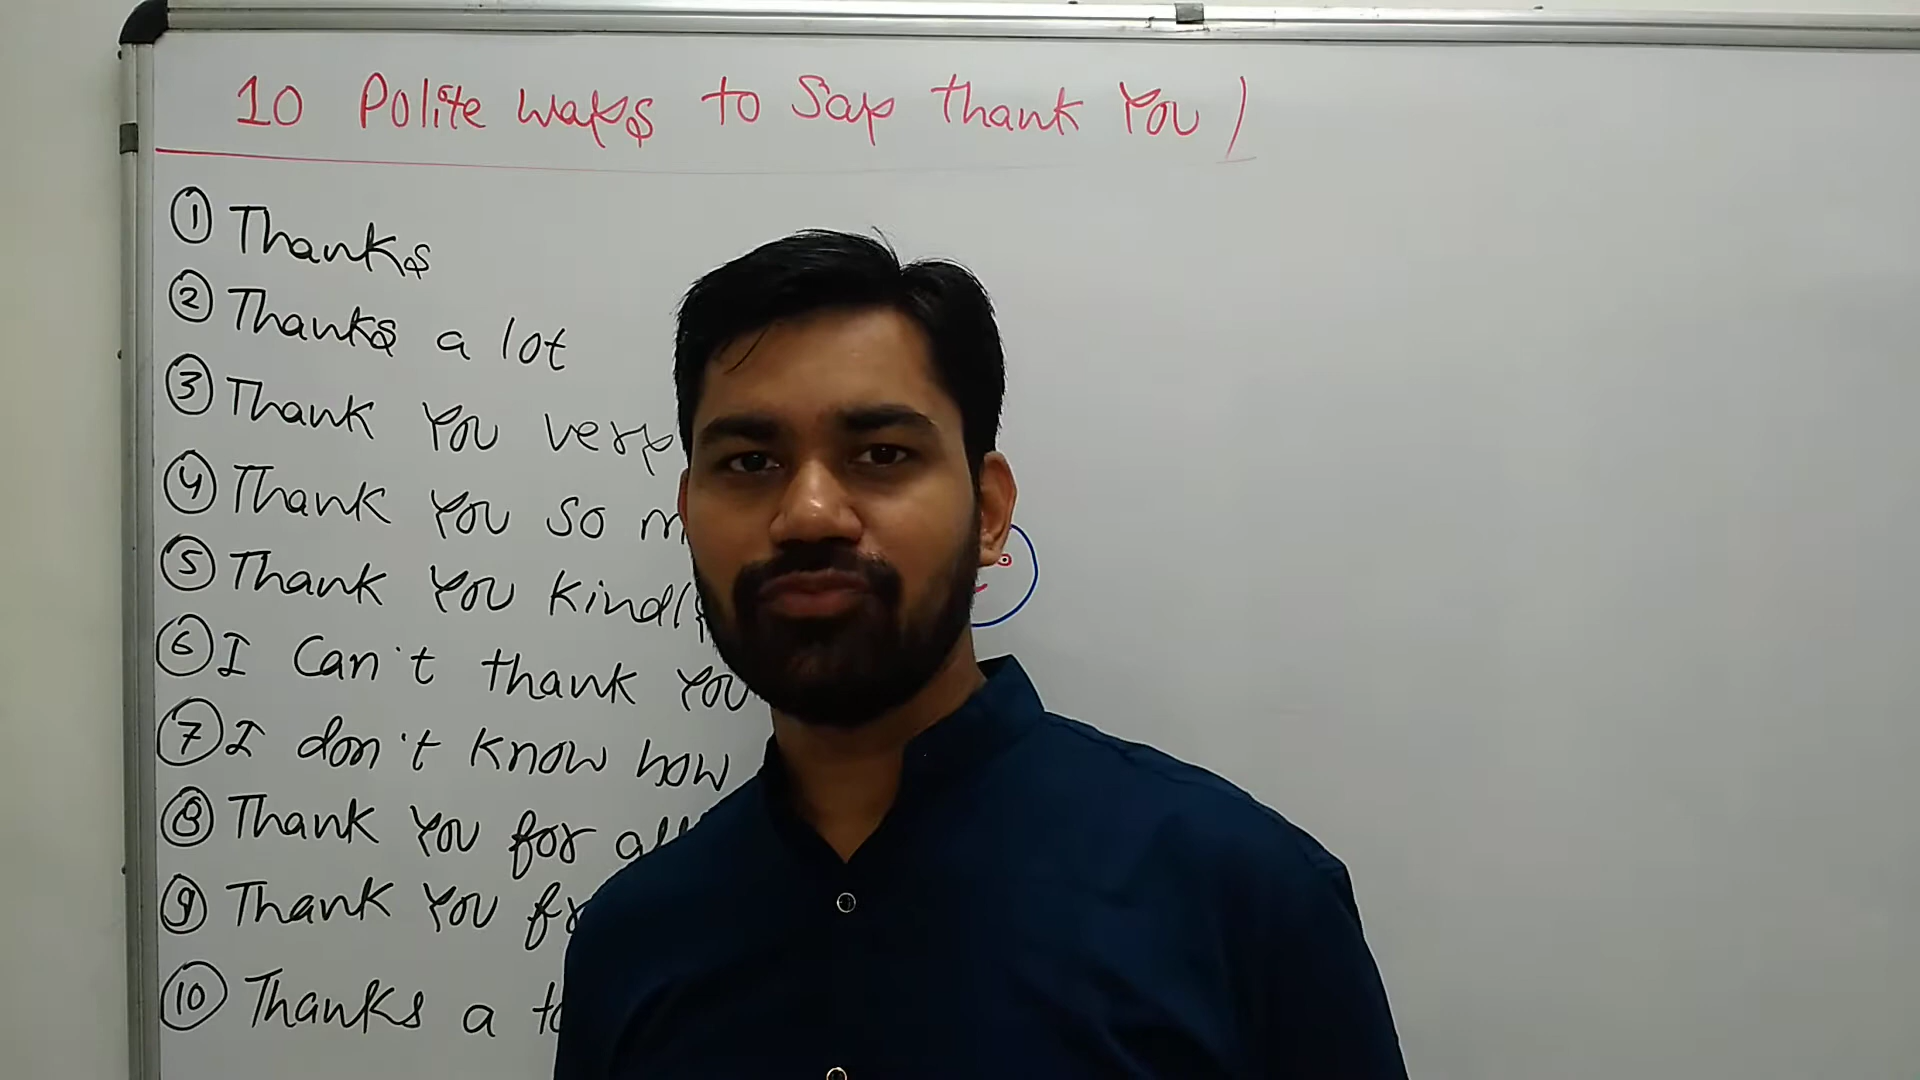 10 Polite ways to Say thank You !
1 Thanks
2 Thanks a lot
3 Thank You very
4 Thank You so
5 Thank You kindly
6 I Can't thank You
7 I don't know how
8 Thank You for all
9 Thank You
10 Thanks a